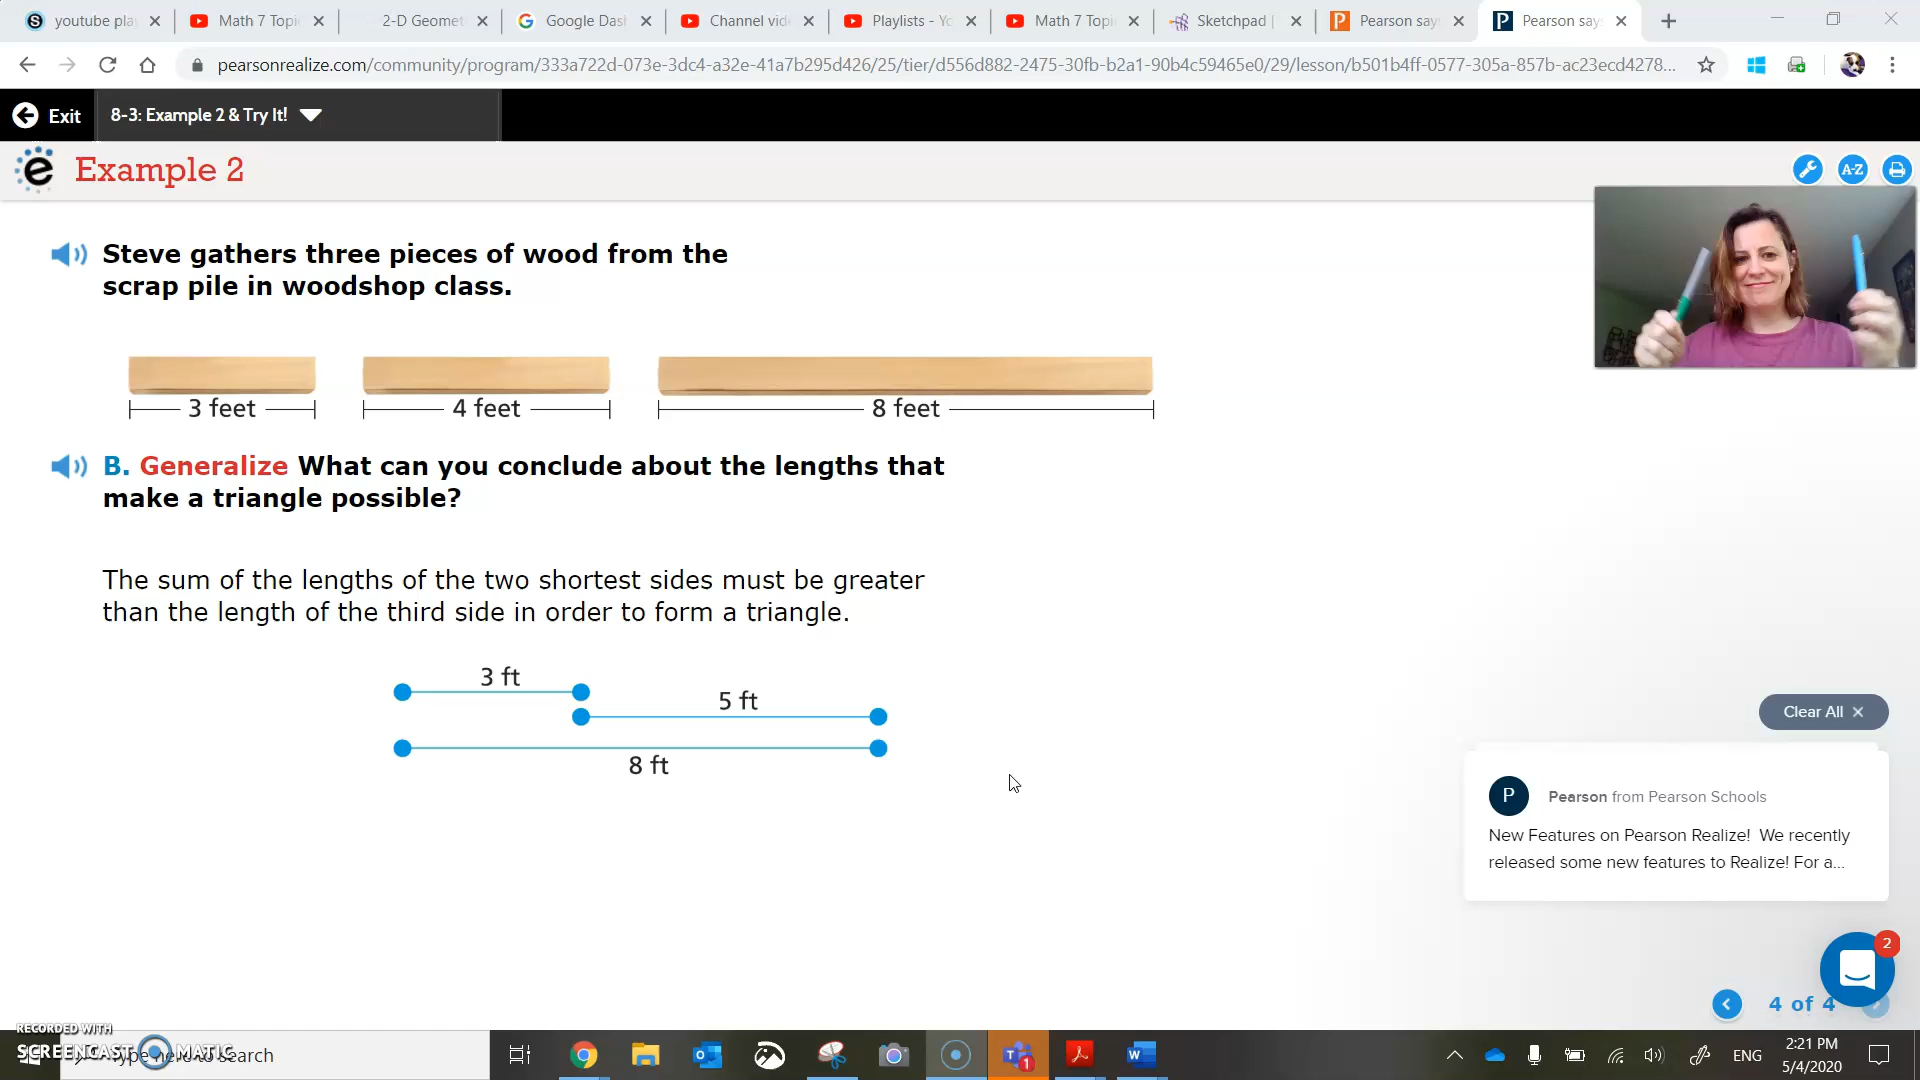 youtube play
Math 7 Topi
2-D Geomet
Google Das
Channel vid
Playlists - Yo
Math 7 Topi
Sketchpad |
Pearson say
Pearson say
pearsonrealize.com/community/program/333a722d-073e-3dc4-a32e-41a7b295d426/25/tier/d556d882-2475-30fb-b2a1-90b4c59465e0/29/lesson/b501b4ff-0577-305a-857b-ac23ecd4278...
Exit
8-3: Example 2 & Try It!
e
Example 2
A-Z
Steve gathers three pieces of wood from the
scrap pile in woodshop class.
3 feet
4 feet
8 feet
B. Generalize What can you conclude about the lengths that
make a triangle possible?
The sum of the lengths of the two shortest sides must be greater
than the length of the third side in order to form a triangle.
3 ft
5 ft
8 ft
Clear All
P
Pearson from Pearson Schools
New Features on Pearson Realize! We recently
released some new features to Realize! For a...
2
4 of 4
RECORDED WITH
SCREENCAST MATIC
Type here to search
1
ENG
2:21 PM
5/4/2020